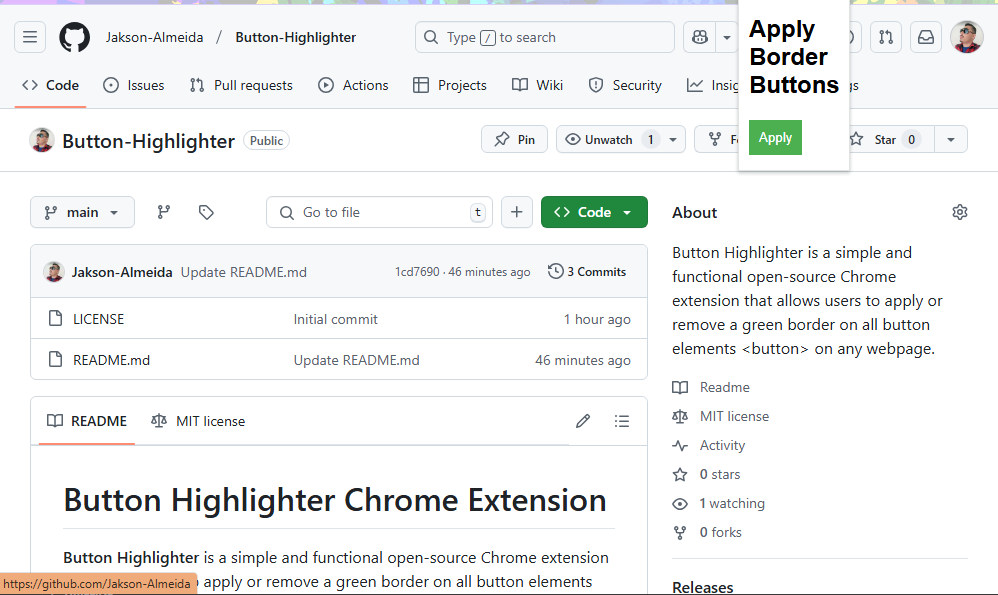 Jakson-Almeida / Button-Highlighter
Type / to search
Apply
Border
Buttons
Apply
Code
Issues
Pull requests
Actions
Projects
Wiki
Security
Button-Highlighter Public
Pin
Unwatch 1
Star 0
main
Go to file t
Code
Jakson-Almeida Update README.md 1cd7690 · 46 minutes ago 3 Commits
LICENSE Initial commit 1 hour ago
README.md Update README.md 46 minutes ago
README
MIT license
Button Highlighter Chrome Extension
Button Highlighter is a simple and functional open-source Chrome extension
apply or remove a green border on all button elements
https://github.com/Jakson-Almeida
About
Button Highlighter is a simple and
functional open-source Chrome
extension that allows users to apply or
remove a green border on all button
elements <button> on any webpage.
Readme
MIT license
Activity
0 stars
1 watching
0 forks
Releases